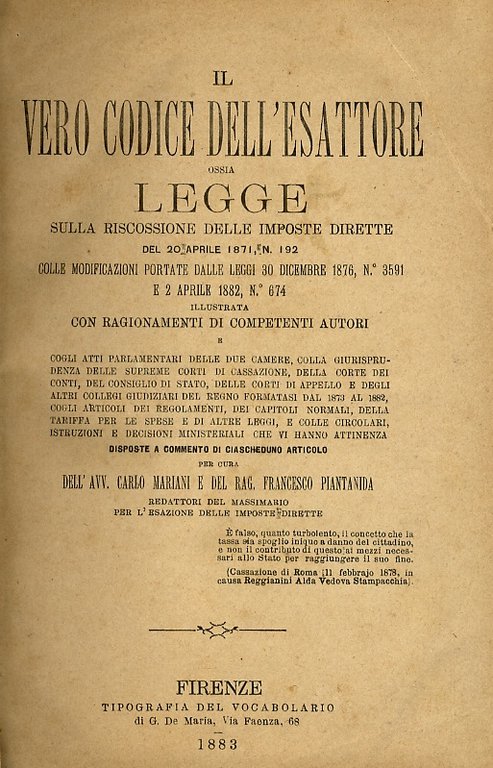 IL
VERO CODICE DELL'ESATTORE
OSSIA
LEGGE
SULLA RISCOSSIONE DELLE IMPOSTE DIRETTE
DEL 20 APRILE 1871, N. 192
COLLE MODIFICAZIONI PORTATE DALLE LEGGI 30 DICEMBRE 1876, N.° 3591
E 2 APRILE 1882, N.° 674
ILLUSTRATA
CON RAGIONAMENTI DI COMPETENTI AUTORI
E
COGLI ATTI PARLAMENTARI DELLE DUE CAMERE, COLLA GIURISPRU-
DENZA DELLE SUPREME CORTI DI CASSAZIONE, DELLA CORTE DEI
CONTI, DEL CONSIGLIO DI STATO, DELLE CORTI DI APPELLO E DEGLI
ALTRI COLLEGI GIUDIZIARI DEL REGNO FORMATASI DAL 1873 AL 1882,
COGLI ARTICOLI DEI REGOLAMENTI, DEI CAPITOLI NORMALI, DELLA
TARIFFA PER LE SPESE E DI ALTRE LEGGI, E COLLE CIRCOLARI,
ISTRUZIONI E DECISIONI MINISTERIALI CHE VI HANNO ATTINENZA
DISPOSTE A COMMENTO DI CIASCHEDUNO ARTICOLO
PER CURA
DELL' AVV. CARLO MARIANI E DEL RAG. FRANCESCO PIANTANIDA
REDATTORI DEL MASSIMARIO
PER L'ESAZIONE DELLE IMPOSTE DIRETTE
È falso, quanto turbolento, il concetto che la
tassa sia spoglio iniquo a danno del cittadino,
e non il contributo di questo ai mezzi neces-
sari allo Stato per raggiungere il suo fine.
(Cassazione di Roma 11 febbrajo 1878, in
causa Reggianini Alda Vedova Stampacchia).
FIRENZE
TIPOGRAFIA DEL VOCABOLARIO
di G. De Maria, Via Faenza, 68
1883